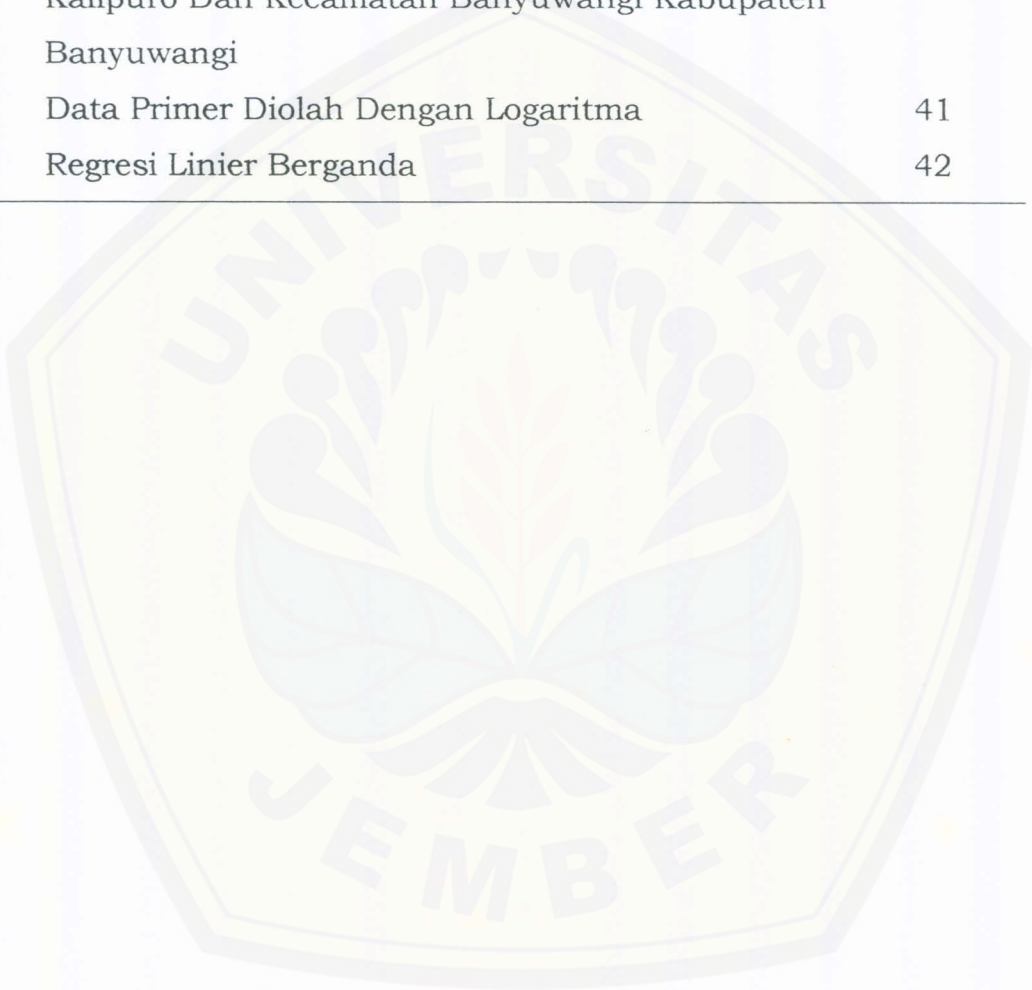 Kalipuro Dan Kecamatan Banyuwangi Kabupaten
Banyuwangi
Data Primer Diolah Dengan Logaritma 41
Regresi Linier Berganda 42
UNIVERSITAS
JEMBER